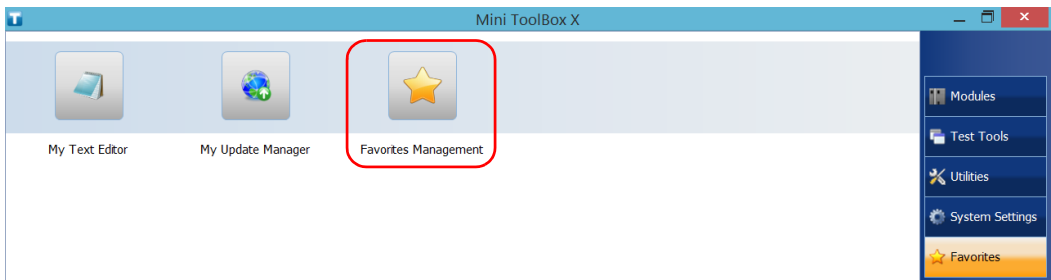 T
Mini ToolBox X
My Text Editor
My Update Manager
Favorites Management
Modules
Test Tools
Utilities
System Settings
Favorites